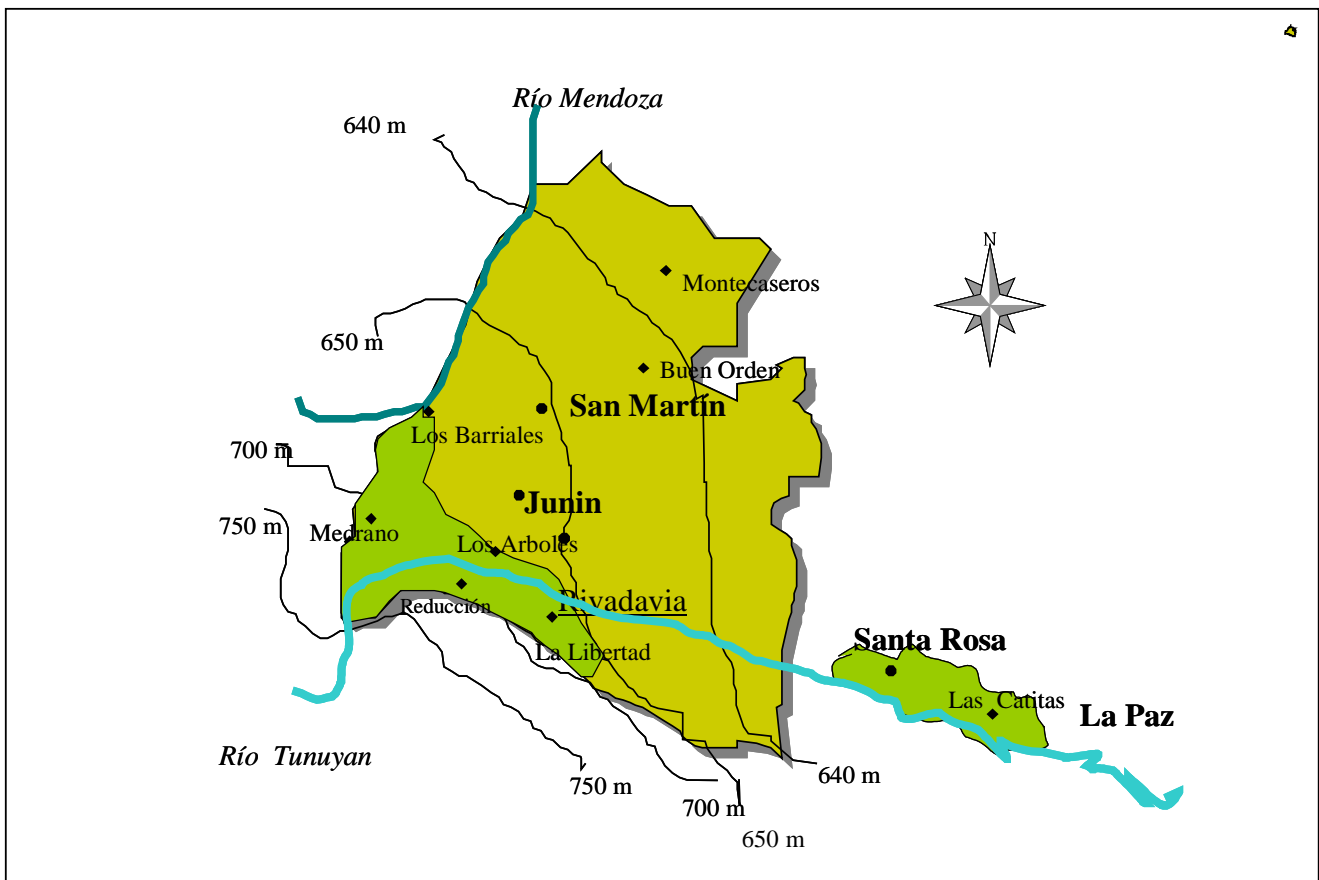 Río Mendoza
640 m
N
Montecaseros
650 m
Buen Orden
San Martín
Los Barriales
700 m
Junin
750 m
Medrano
Los Arboles
Rivadavia
Reducción
La Libertad
Santa Rosa
Las Catitas
La Paz
Río Tunuyan
640 m
750 m
700 m
650 m